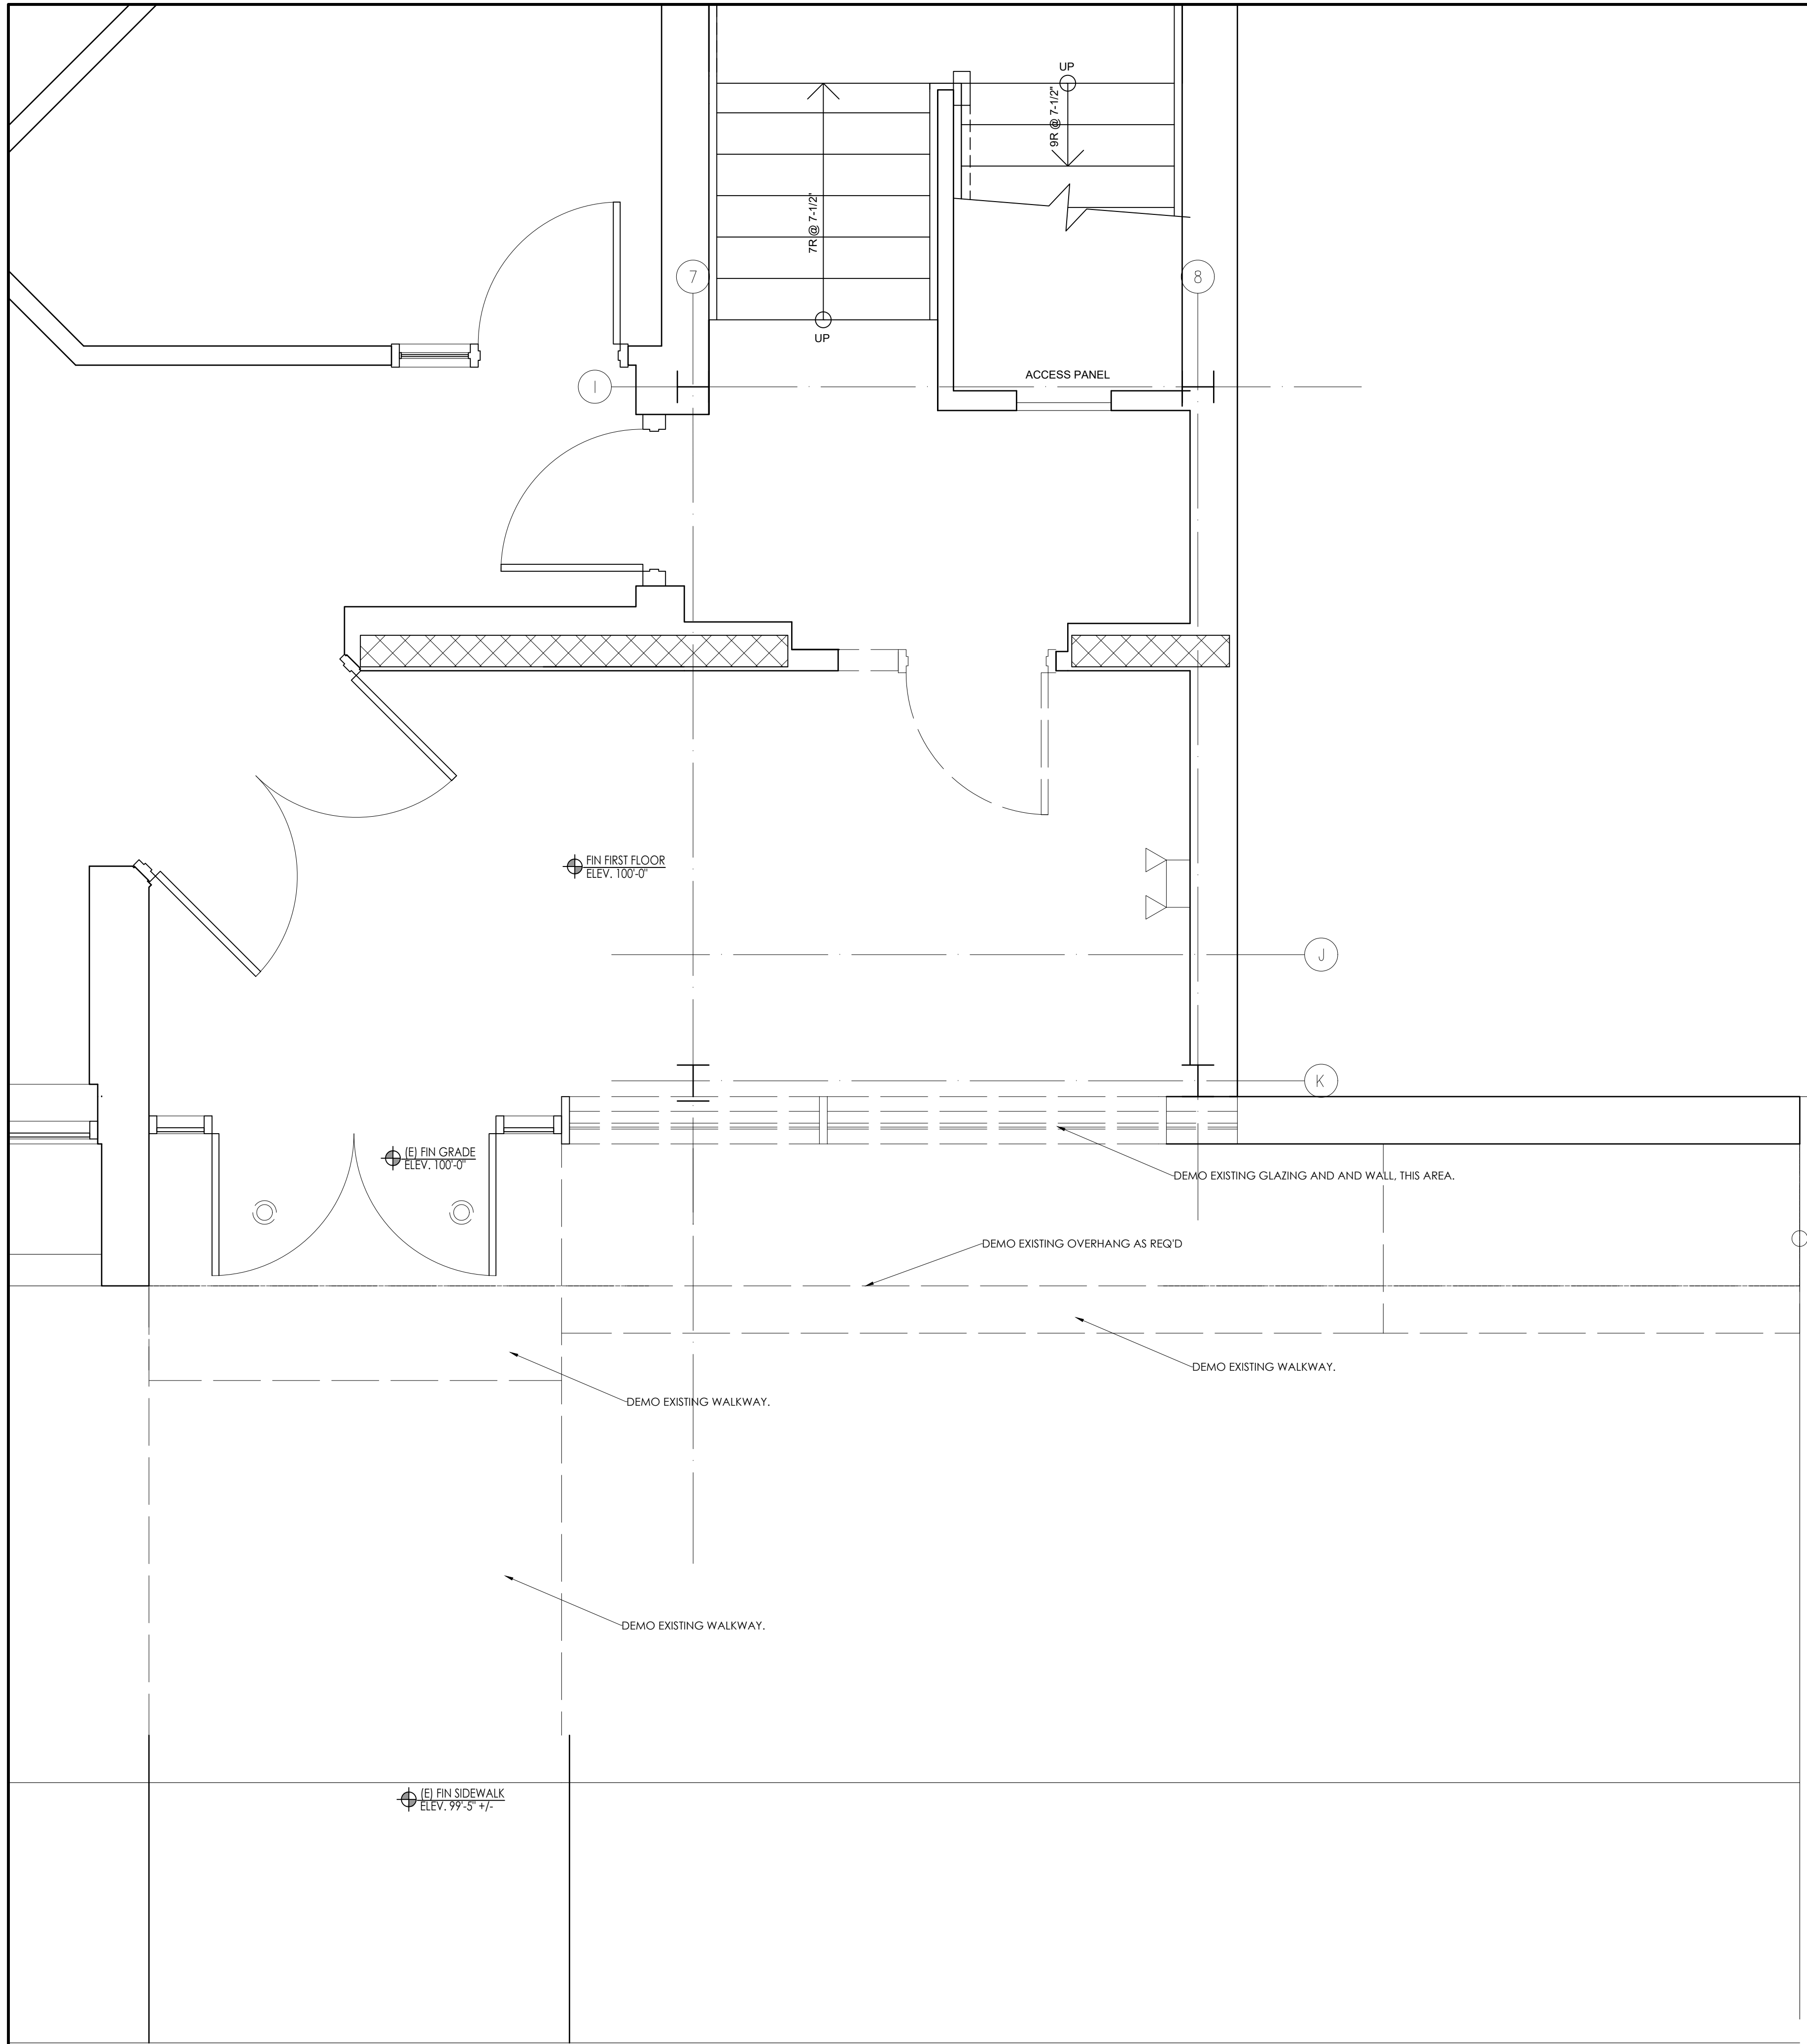 UP
9R @ 7-1/2"
7R @ 7-1/2"
UP
7
8
I
ACCESS PANEL
FIN FIRST FLOOR
ELEV. 100'-0"
J
K
(E) FIN GRADE
ELEV. 100'-0"
DEMO EXISTING GLAZING AND AND WALL, THIS AREA.
DEMO EXISTING OVERHANG AS REQ'D
DEMO EXISTING WALKWAY.
DEMO EXISTING WALKWAY.
DEMO EXISTING WALKWAY.
(E) FIN SIDEWALK
ELEV. 99'-5" +/-